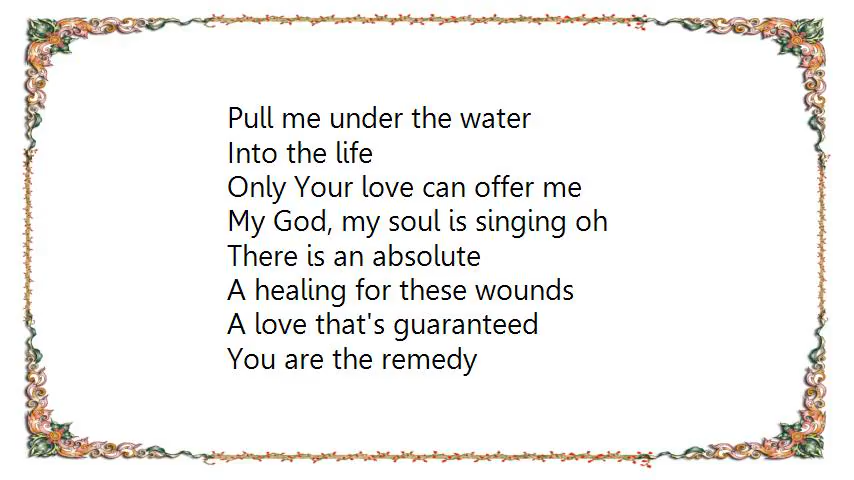 Pull me under the water
Into the life
Only Your love can offer me
My God, my soul is singing oh
There is an absolute
A healing for these wounds
A love that's guaranteed
You are the remedy